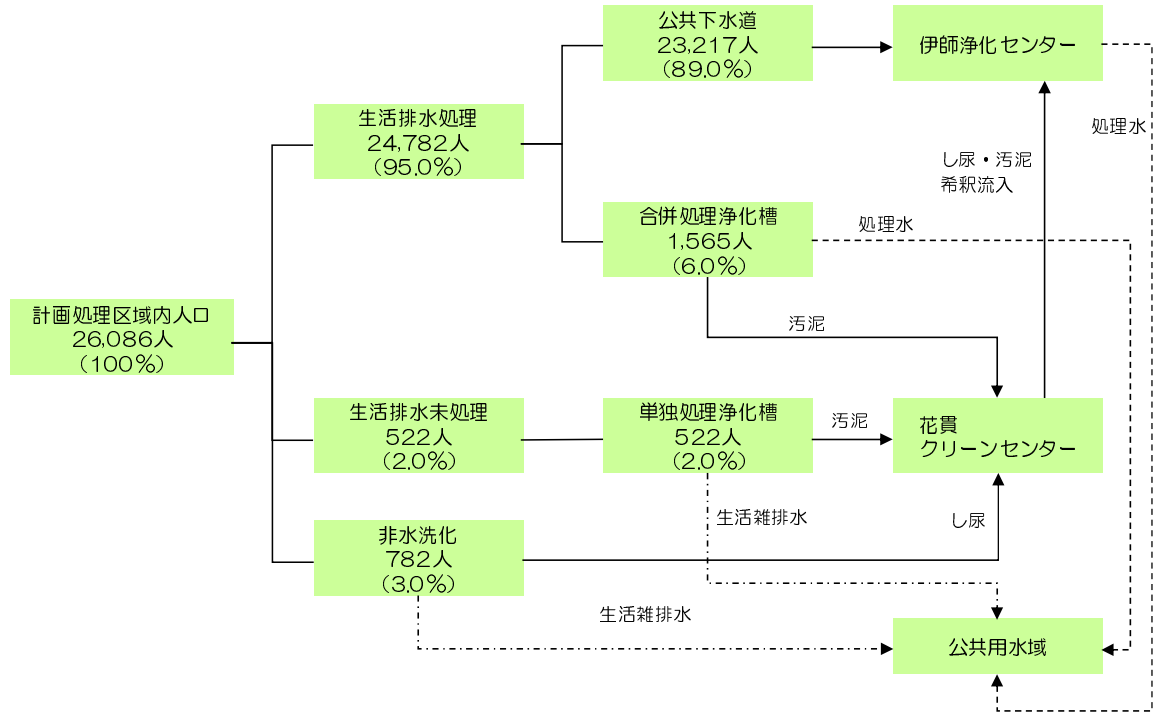 公共下水道
23,217人
(89.0%)
伊師浄化センター
処理水
生活排水処理
24,782人
(95.0%)
し尿・汚泥
希釈流入
合併処理浄化槽
1,565人
(6.0%)
処理水
計画処理区域内人口
26,086人
(100%)
汚泥
生活排水未処理
522人
(2.0%)
単独処理浄化槽
522人
(2.0%)
汚泥
花貫
クリーンセンター
生活雑排水
し尿
非水洗化
782人
(3.0%)
生活雑排水
公共用水域